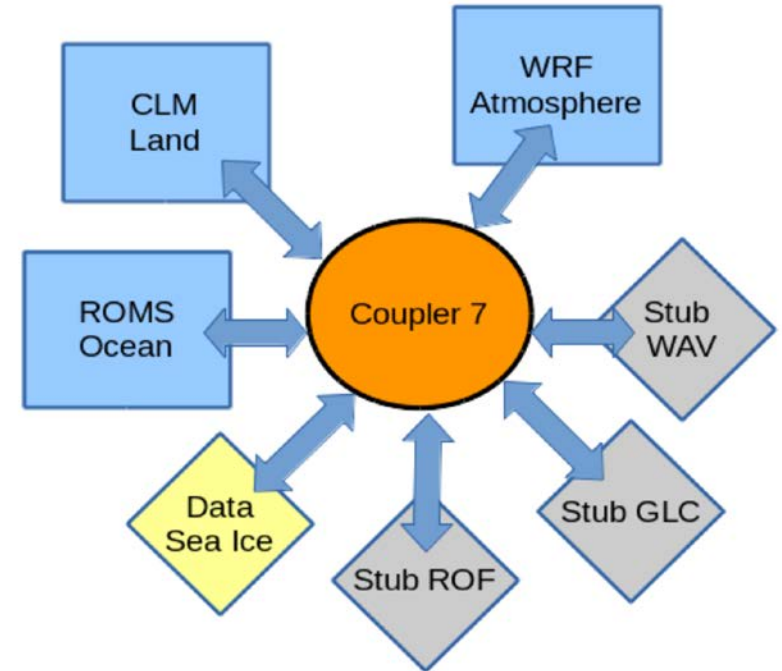 CLM
Land
WRF
Atmosphere
ROMS
Ocean
Coupler 7
Stub
WAV
Data
Sea Ice
Stub ROF
Stub GLC